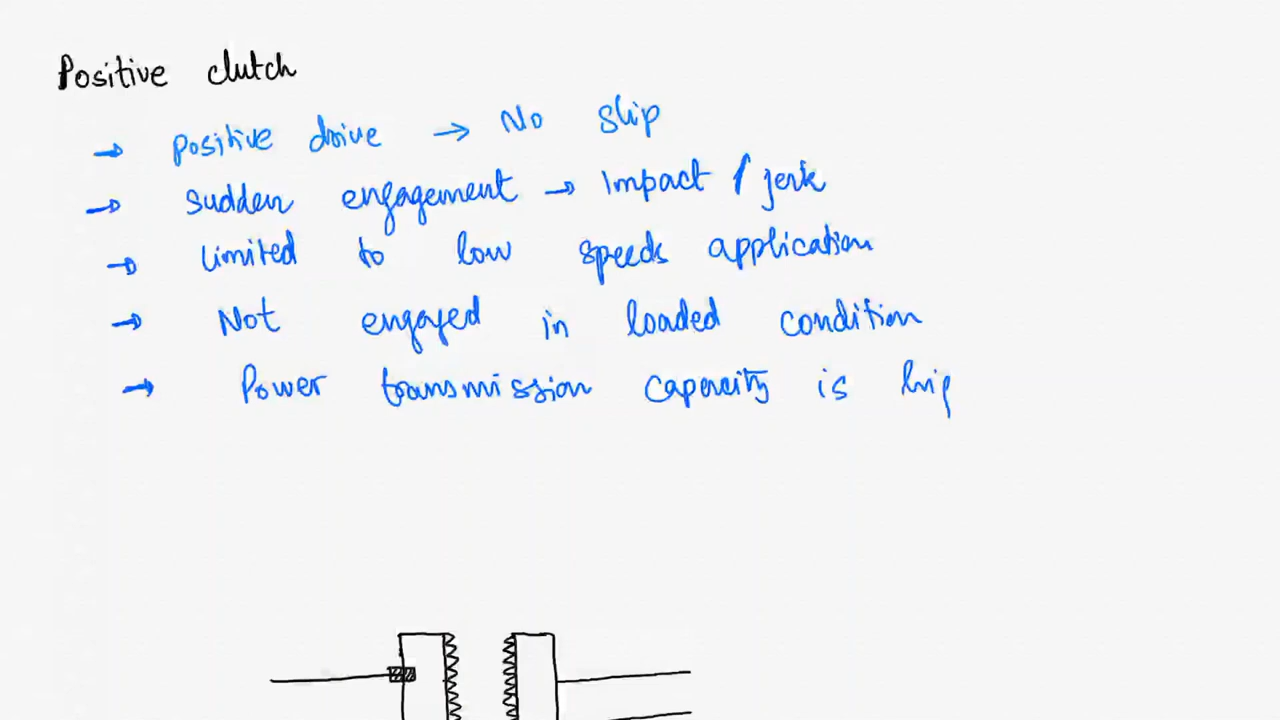 Positive clutch
→ Positive drive → No slip
→ Sudden engagement → Impact / jerk
→ Limited to low speeds application
→ Not engaged in loaded condition
→ Power transmission capacity is hig